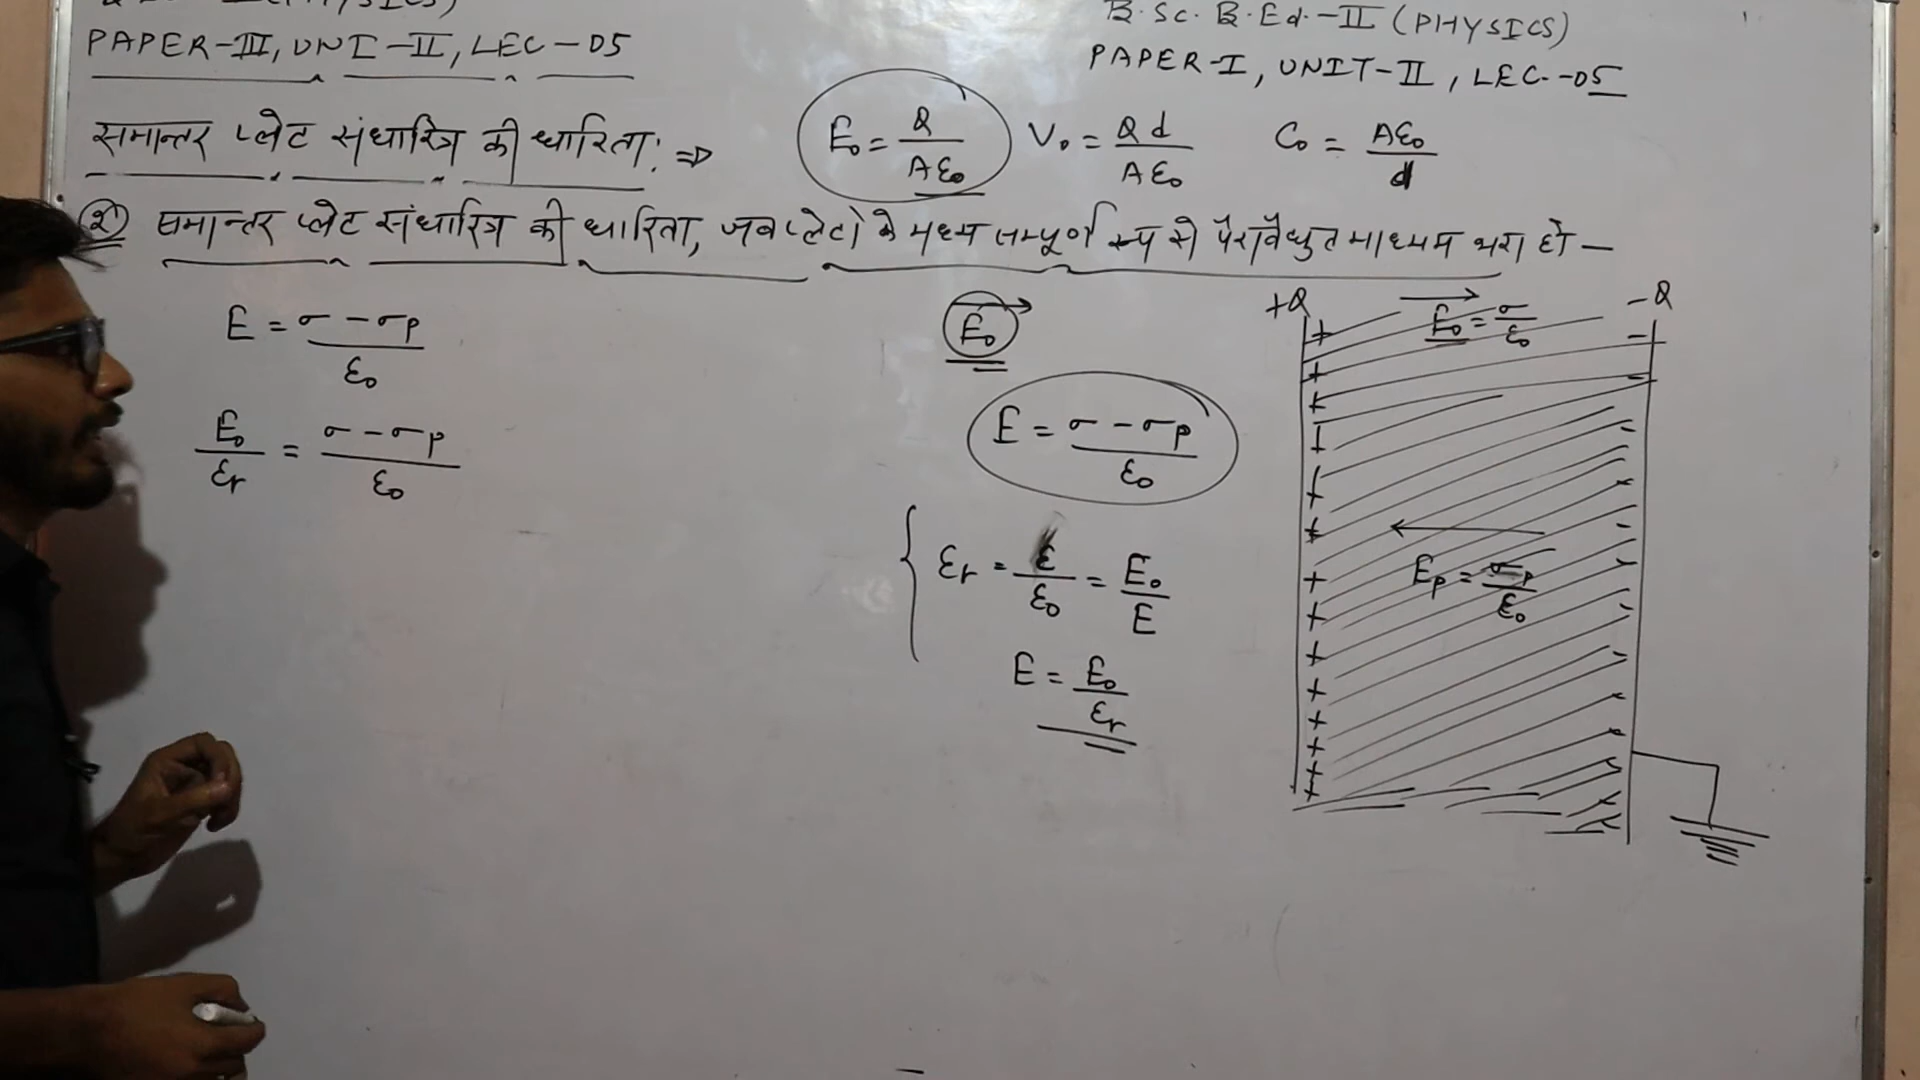 PAPER-III, UNI-II, LEC-05
B.Sc. B.Ed.-II (PHYSICS)
PAPER-I, UNIT-II, LEC.-05
समान्तर प्लेट संधारित्र की धारिता: ⇒
E₀ = Q / Aε₀
V₀ = Qd / Aε₀
C₀ = Aε₀ / d
(2) समान्तर प्लेट संधारित्र की धारिता, जब प्लेटों के मध्य सम्पूर्ण रूप से परावैद्युत माध्यम भरा हो —
E = σ - σp / ε₀
E₀ / εr = σ - σp / ε₀
E₀
E = σ - σp / ε₀
εr = ε / ε₀ = E₀ / E
E = E₀ / εr
+Q
-Q
E₀ = σ / ε₀
Ep = σp / ε₀